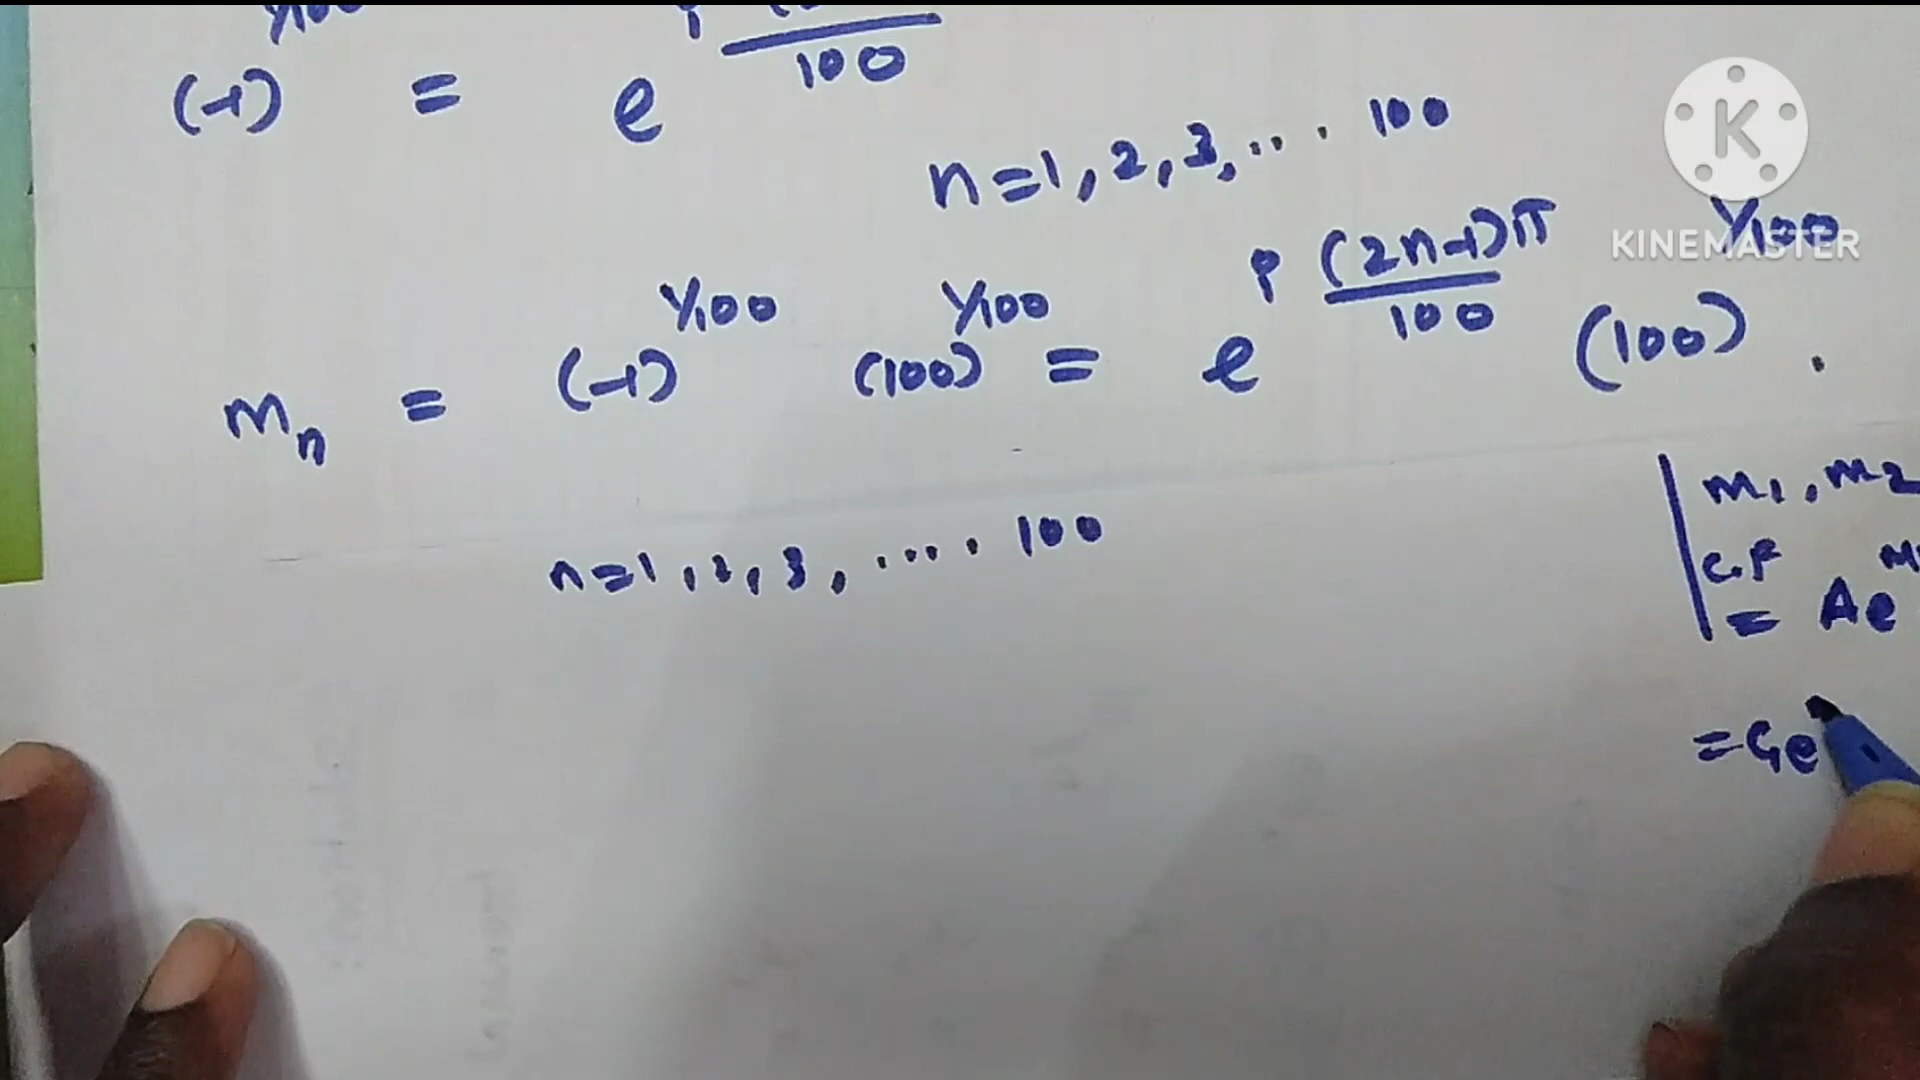 (-1)^1/100 = e^i 100
n=1, 2, 3, .... 100
m_n = (-1)^1/100 (100)^1/100 = e^i (2n-1)π/100 (100)^1/100 .
n=1, 2, 3, ..... 100
m1, m2
C.F
= Ae^m
= C1e
K
KINEMASTER